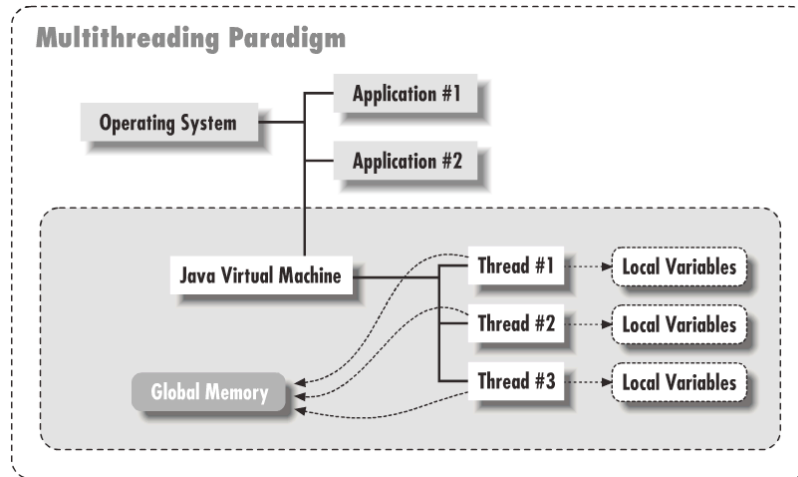 Multithreading Paradigm
Application #1
Operating System
Application #2
Java Virtual Machine
Thread #1
Local Variables
Thread #2
Local Variables
Thread #3
Local Variables
Global Memory